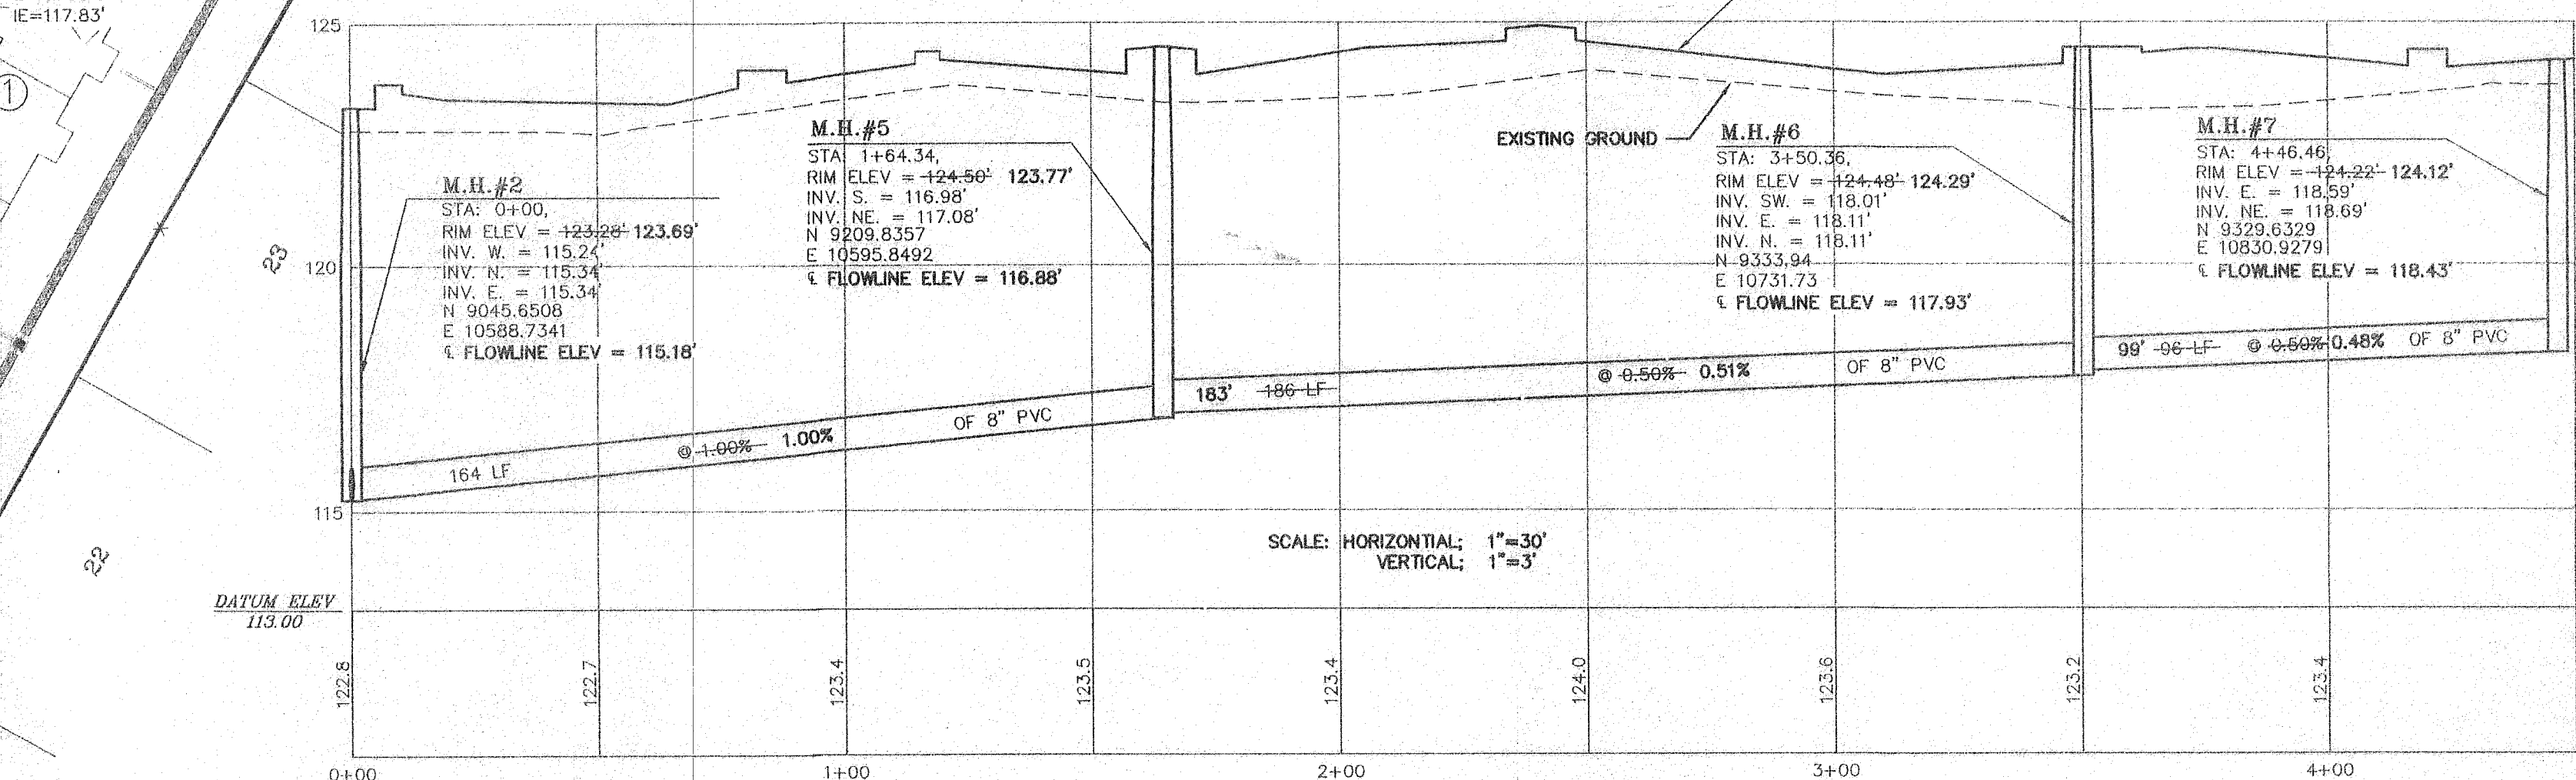 IE=117.83'
1
23
22
125
120
115
DATUM ELEV
113.00
M.H.#2
STA: 0+00,
RIM ELEV = 123.28' 123.69'
INV. W. = 115.24'
INV. N. = 115.34'
INV. E. = 115.34'
N 9045.6508
E 10588.7341
℄ FLOWLINE ELEV = 115.18'
M.H.#5
STA: 1+64.34,
RIM ELEV = 124.50' 123.77'
INV. S. = 116.98'
INV. NE. = 117.08'
N 9209.8357
E 10595.8492
℄ FLOWLINE ELEV = 116.88'
EXISTING GROUND
M.H.#6
STA: 3+50.36,
RIM ELEV = 124.48' 124.29'
INV. SW. = 118.01'
INV. E. = 118.11'
INV. N. = 118.11'
N 9333.94
E 10731.73
℄ FLOWLINE ELEV = 117.93'
M.H.#7
STA: 4+46.46,
RIM ELEV = 124.22' 124.12'
INV. E. = 118.59'
INV. NE. = 118.69'
N 9329.6329
E 10830.9279
℄ FLOWLINE ELEV = 118.43'
164 LF @ 1.00% 1.00% OF 8" PVC
183' 186 LF @ 0.50% 0.51% OF 8" PVC
99' 96 LF @ 0.50% 0.48% OF 8" PVC
SCALE: HORIZONTIAL; 1"=30'
VERTICAL; 1"=3'
122.8 122.7 123.4 123.5 123.4 124.0 123.6 123.2 123.4
0+00 1+00 2+00 3+00 4+00